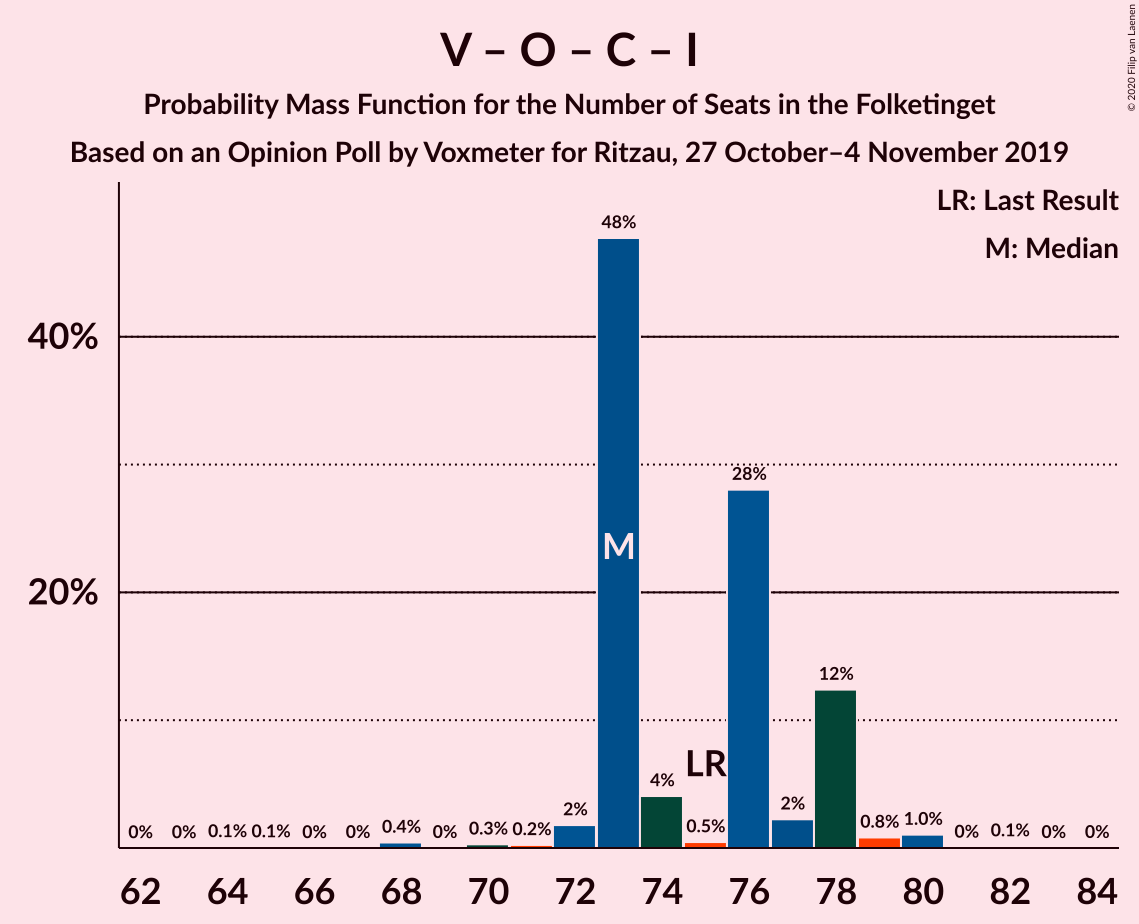 V – O – C – I
Probability Mass Function for the Number of Seats in the Folketinget
Based on an Opinion Poll by Voxmeter for Ritzau, 27 October–4 November 2019
© 2020 Filip van Laenen
LR: Last Result
M: Median
48%
40%
28%
M
20%
12%
LR
4%
2%
2%
0% 0% 0.1% 0.1% 0% 0% 0.4% 0% 0.3% 0.2% 0.5% 0.8% 1.0% 0% 0.1% 0% 0%
62 64 66 68 70 72 74 76 78 80 82 84